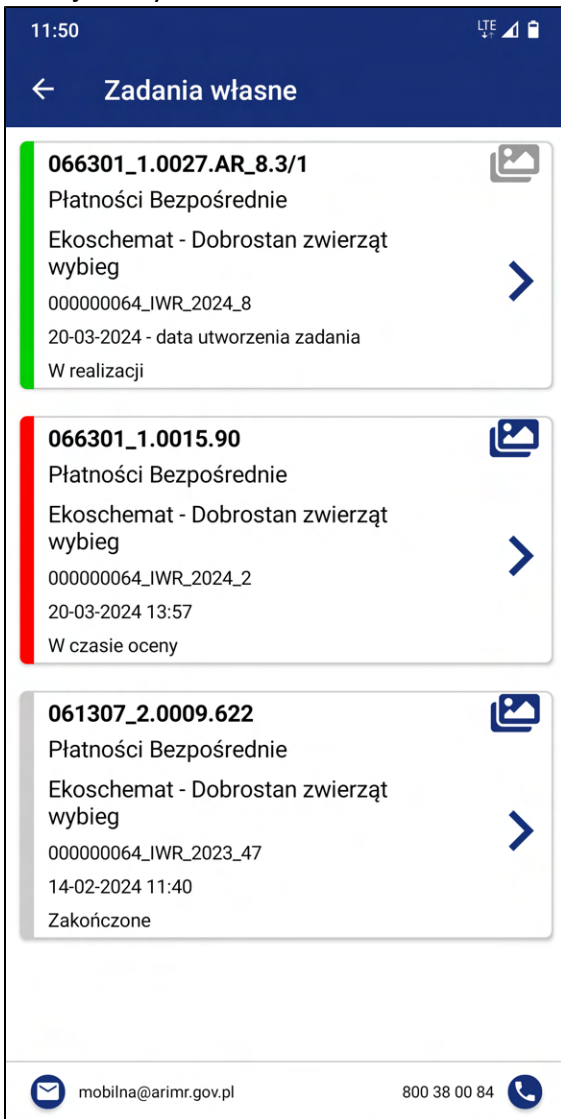 11:50
LTE
Zadania własne
066301_1.0027.AR_8.3/1
Płatności Bezpośrednie
Ekoschemat - Dobrostan zwierząt
wybieg
000000064_IWR_2024_8
20-03-2024 - data utworzenia zadania
W realizacji
066301_1.0015.90
Płatności Bezpośrednie
Ekoschemat - Dobrostan zwierząt
wybieg
000000064_IWR_2024_2
20-03-2024 13:57
W czasie oceny
061307_2.0009.622
Płatności Bezpośrednie
Ekoschemat - Dobrostan zwierząt
wybieg
000000064_IWR_2023_47
14-02-2024 11:40
Zakończone
mobilna@arimr.gov.pl
800 38 00 84